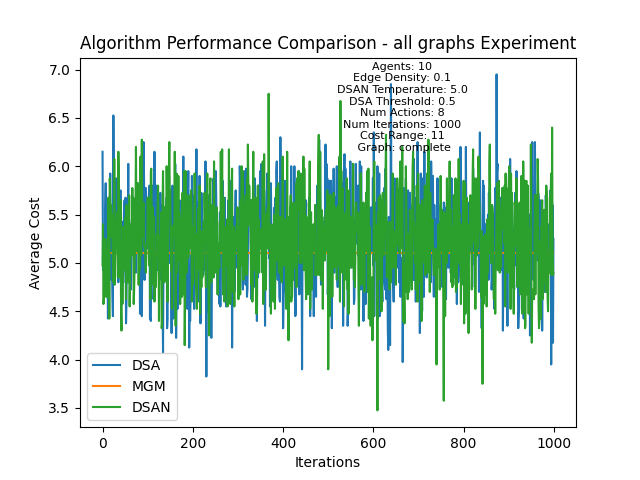 Algorithm Performance Comparison - all graphs Experiment
Agents: 10
Edge Density: 0.1
DSAN Temperature: 5.0
DSA Threshold: 0.5
Num Actions: 8
Num Iterations: 1000
Cost Range: 11
Graph: complete
7.0
6.5
6.0
5.5
5.0
4.5
4.0
3.5
Average Cost
DSA
MGM
DSAN
0
200
400
600
800
1000
Iterations